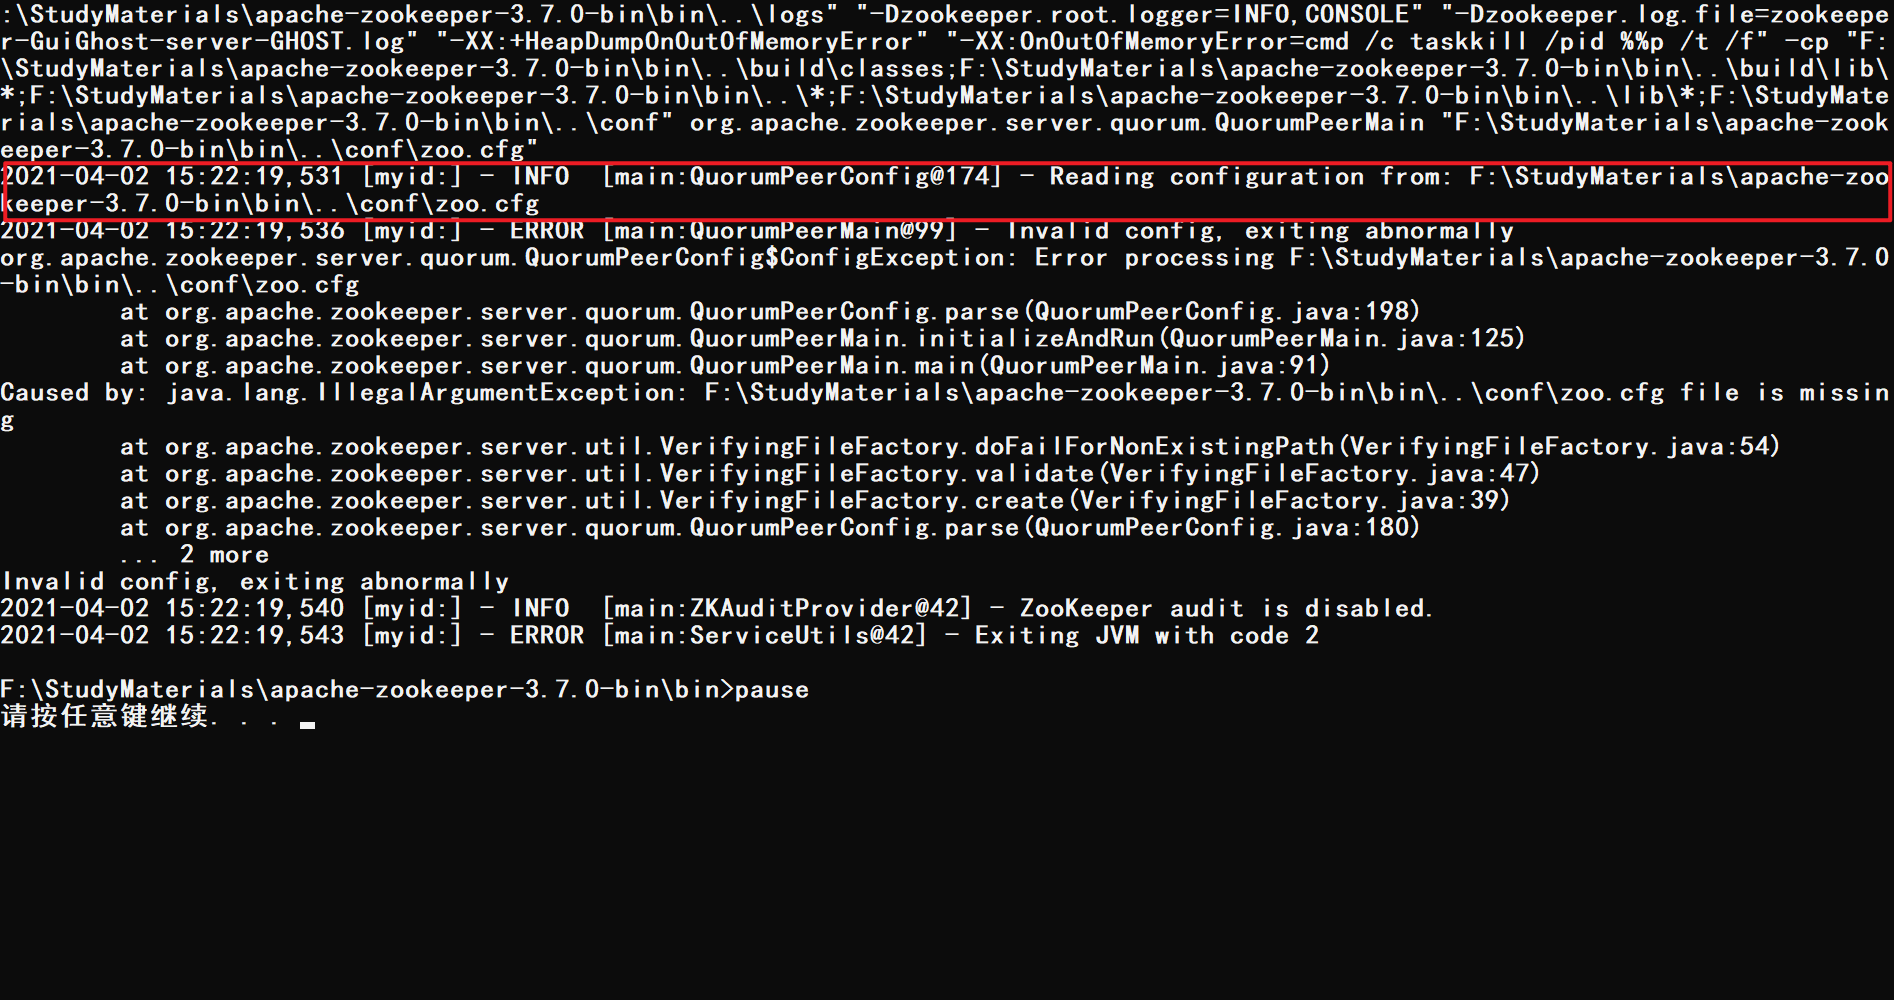 :\StudyMaterials\apache-zookeeper-3.7.0-bin\bin\..\logs" "-Dzookeeper.root.logger=INFO,CONSOLE" "-Dzookeeper.log.file=zookeepe
r-GuiGhost-server-GHOST.log" "-XX:+HeapDumpOnOutOfMemoryError" "-XX:OnOutOfMemoryError=cmd /c taskkill /pid %%p /t /f" -cp "F:
\StudyMaterials\apache-zookeeper-3.7.0-bin\bin\..\build\classes;F:\StudyMaterials\apache-zookeeper-3.7.0-bin\bin\..\build\lib\
*;F:\StudyMaterials\apache-zookeeper-3.7.0-bin\bin\..\*;F:\StudyMaterials\apache-zookeeper-3.7.0-bin\bin\..\lib\*;F:\StudyMate
rials\apache-zookeeper-3.7.0-bin\bin\..\conf" org.apache.zookeeper.server.quorum.QuorumPeerMain "F:\StudyMaterials\apache-zook
eeper-3.7.0-bin\bin\..\conf\zoo.cfg"
2021-04-02 15:22:19,531 [myid:] - INFO  [main:QuorumPeerConfig@174] - Reading configuration from: F:\StudyMaterials\apache-zoo
keeper-3.7.0-bin\bin\..\conf\zoo.cfg
2021-04-02 15:22:19,536 [myid:] - ERROR [main:QuorumPeerMain@99] - Invalid config, exiting abnormally
org.apache.zookeeper.server.quorum.QuorumPeerConfig$ConfigException: Error processing F:\StudyMaterials\apache-zookeeper-3.7.0
-bin\bin\..\conf\zoo.cfg
        at org.apache.zookeeper.server.quorum.QuorumPeerConfig.parse(QuorumPeerConfig.java:198)
        at org.apache.zookeeper.server.quorum.QuorumPeerMain.initializeAndRun(QuorumPeerMain.java:125)
        at org.apache.zookeeper.server.quorum.QuorumPeerMain.main(QuorumPeerMain.java:91)
Caused by: java.lang.IllegalArgumentException: F:\StudyMaterials\apache-zookeeper-3.7.0-bin\bin\..\conf\zoo.cfg file is missin
g
        at org.apache.zookeeper.server.util.VerifyingFileFactory.doFailForNonExistingPath(VerifyingFileFactory.java:54)
        at org.apache.zookeeper.server.util.VerifyingFileFactory.validate(VerifyingFileFactory.java:47)
        at org.apache.zookeeper.server.util.VerifyingFileFactory.create(VerifyingFileFactory.java:39)
        at org.apache.zookeeper.server.quorum.QuorumPeerConfig.parse(QuorumPeerConfig.java:180)
        ... 2 more
Invalid config, exiting abnormally
2021-04-02 15:22:19,540 [myid:] - INFO  [main:ZKAuditProvider@42] - ZooKeeper audit is disabled.
2021-04-02 15:22:19,543 [myid:] - ERROR [main:ServiceUtils@42] - Exiting JVM with code 2
F:\StudyMaterials\apache-zookeeper-3.7.0-bin\bin>pause
请按任意键继续. . .